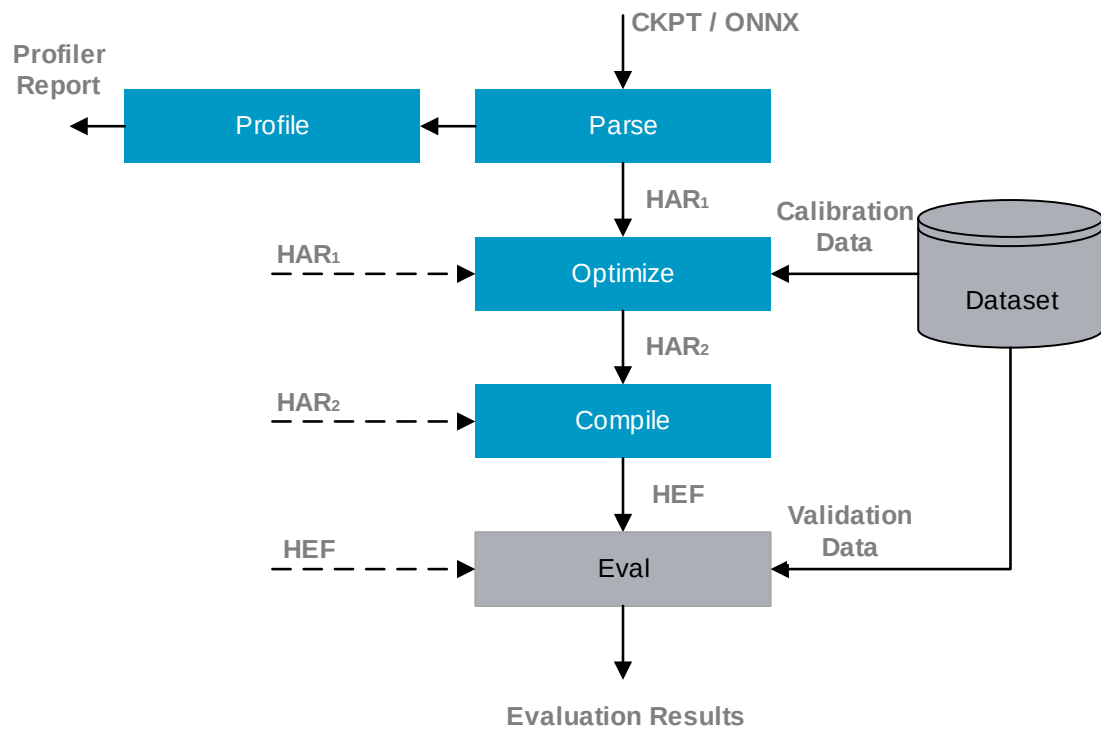 CKPT / ONNX
Profiler
Report
Profile
Parse
HAR₁
Calibration
Data
HAR₁
Optimize
Dataset
HAR₂
HAR₂
Compile
HEF
Validation
Data
HEF
Eval
Evaluation Results